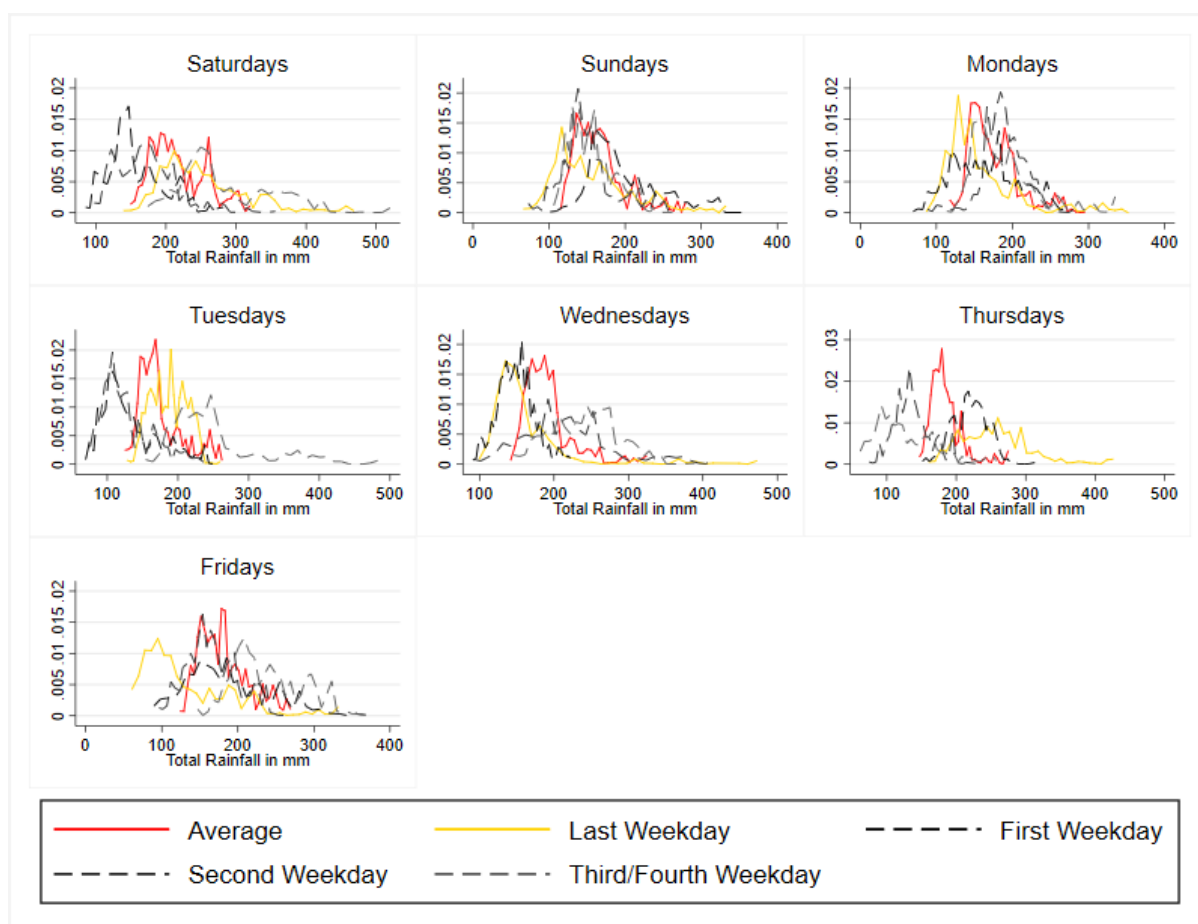 Saturdays
.02
.015
.01
.005
0
100 200 300 400 500
Total Rainfall in mm
Sundays
.02
.015
.01
.005
0
0 100 200 300 400
Total Rainfall in mm
Mondays
.02
.015
.01
.005
0
0 100 200 300 400
Total Rainfall in mm
Tuesdays
.02
.015
.01
.005
0
100 200 300 400 500
Total Rainfall in mm
Wednesdays
.02
.015
.01
.005
0
100 200 300 400 500
Total Rainfall in mm
Thursdays
.03
.02
.01
0
100 200 300 400 500
Total Rainfall in mm
Fridays
.02
.015
.01
.005
0
0 100 200 300 400
Total Rainfall in mm
Average Last Weekday First Weekday
Second Weekday Third/Fourth Weekday